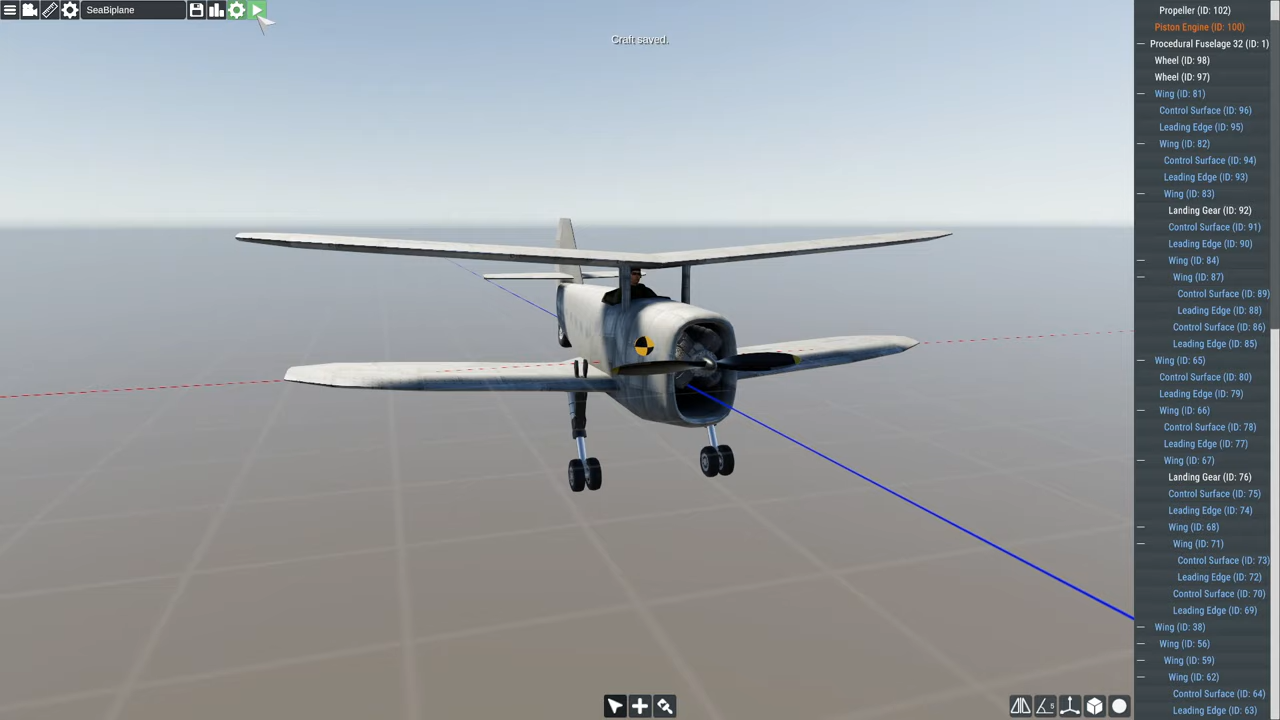 SeaBiplane
Craft saved.
Propeller (ID: 102)
Piston Engine (ID: 100)
Procedural Fuselage 32 (ID: 1)
Wheel (ID: 98)
Wheel (ID: 97)
Wing (ID: 81)
Control Surface (ID: 96)
Leading Edge (ID: 95)
Wing (ID: 82)
Control Surface (ID: 94)
Leading Edge (ID: 93)
Wing (ID: 83)
Landing Gear (ID: 92)
Control Surface (ID: 91)
Leading Edge (ID: 90)
Wing (ID: 84)
Wing (ID: 87)
Control Surface (ID: 89)
Leading Edge (ID: 88)
Control Surface (ID: 86)
Leading Edge (ID: 85)
Wing (ID: 65)
Control Surface (ID: 80)
Leading Edge (ID: 79)
Wing (ID: 66)
Control Surface (ID: 78)
Leading Edge (ID: 77)
Wing (ID: 67)
Landing Gear (ID: 76)
Control Surface (ID: 75)
Leading Edge (ID: 74)
Wing (ID: 68)
Wing (ID: 71)
Control Surface (ID: 73)
Leading Edge (ID: 72)
Control Surface (ID: 70)
Leading Edge (ID: 69)
Wing (ID: 38)
Wing (ID: 56)
Wing (ID: 59)
Wing (ID: 62)
Control Surface (ID: 64)
Leading Edge (ID: 63)